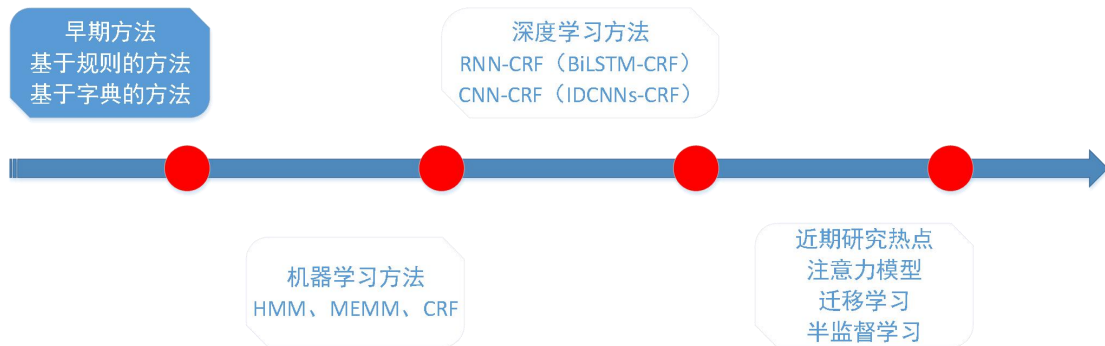 早期方法
基于规则的方法
基于字典的方法
机器学习方法
HMM、MEMM、CRF
深度学习方法
RNN-CRF（BiLSTM-CRF）
CNN-CRF（IDCNNs-CRF）
近期研究热点
注意力模型
迁移学习
半监督学习